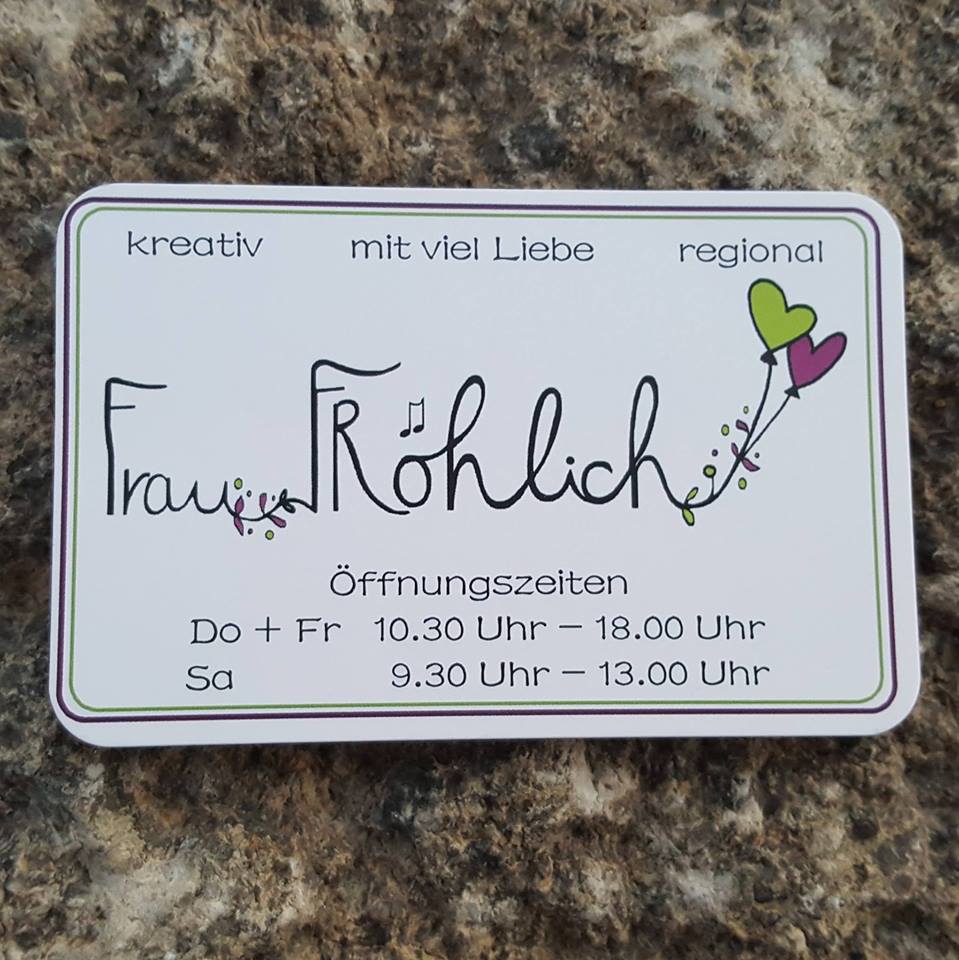 kreativ mit viel Liebe regional
Frau FRöhlich
Öffnungszeiten
Do + Fr 10.30 Uhr – 18.00 Uhr
Sa 9.30 Uhr – 13.00 Uhr